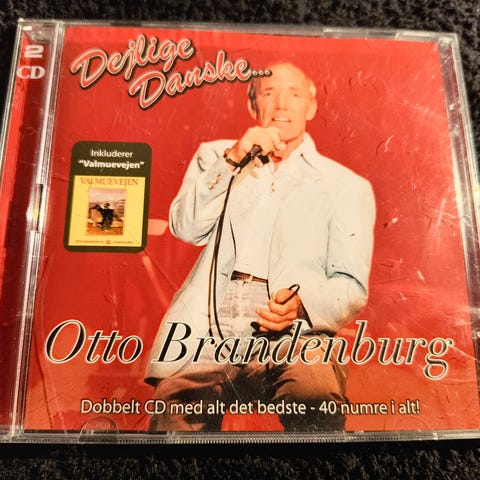 2
CD
Dejlige
Danske...
Inkluderer
"Valmuevejen"
VALMUEVEJEN
Otto Brandenburg
Dobbelt CD med alt det bedste - 40 numre i alt!